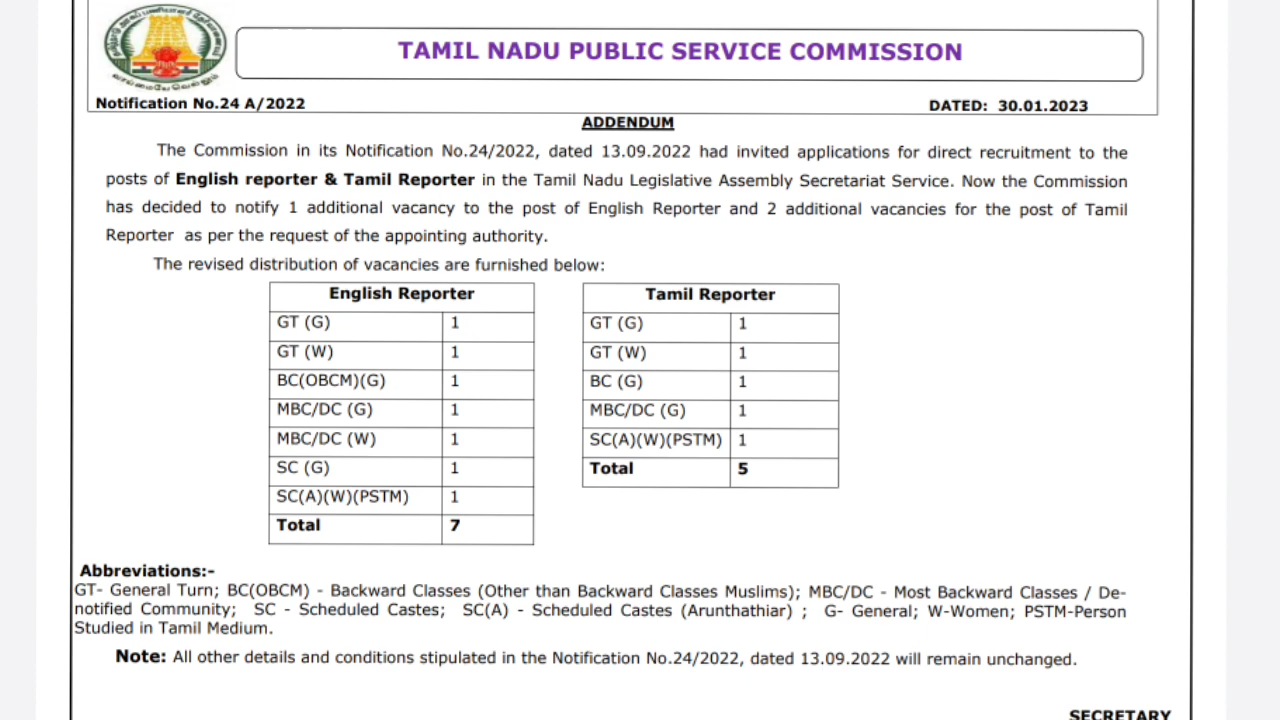 TAMIL NADU PUBLIC SERVICE COMMISSION
Notification No.24 A/2022 DATED: 30.01.2023
ADDENDUM
The Commission in its Notification No.24/2022, dated 13.09.2022 had invited applications for direct recruitment to the
posts of English reporter & Tamil Reporter in the Tamil Nadu Legislative Assembly Secretariat Service. Now the Commission
has decided to notify 1 additional vacancy to the post of English Reporter and 2 additional vacancies for the post of Tamil
Reporter as per the request of the appointing authority.
The revised distribution of vacancies are furnished below:
English Reporter
GT (G) 1
GT (W) 1
BC(OBCM)(G) 1
MBC/DC (G) 1
MBC/DC (W) 1
SC (G) 1
SC(A)(W)(PSTM) 1
Total 7
Tamil Reporter
GT (G) 1
GT (W) 1
BC (G) 1
MBC/DC (G) 1
SC(A)(W)(PSTM) 1
Total 5
Abbreviations:-
GT- General Turn; BC(OBCM) - Backward Classes (Other than Backward Classes Muslims); MBC/DC - Most Backward Classes / De-
notified Community; SC - Scheduled Castes; SC(A) - Scheduled Castes (Arunthathiar) ; G- General; W-Women; PSTM-Person
Studied in Tamil Medium.
Note: All other details and conditions stipulated in the Notification No.24/2022, dated 13.09.2022 will remain unchanged.
SECRETARY